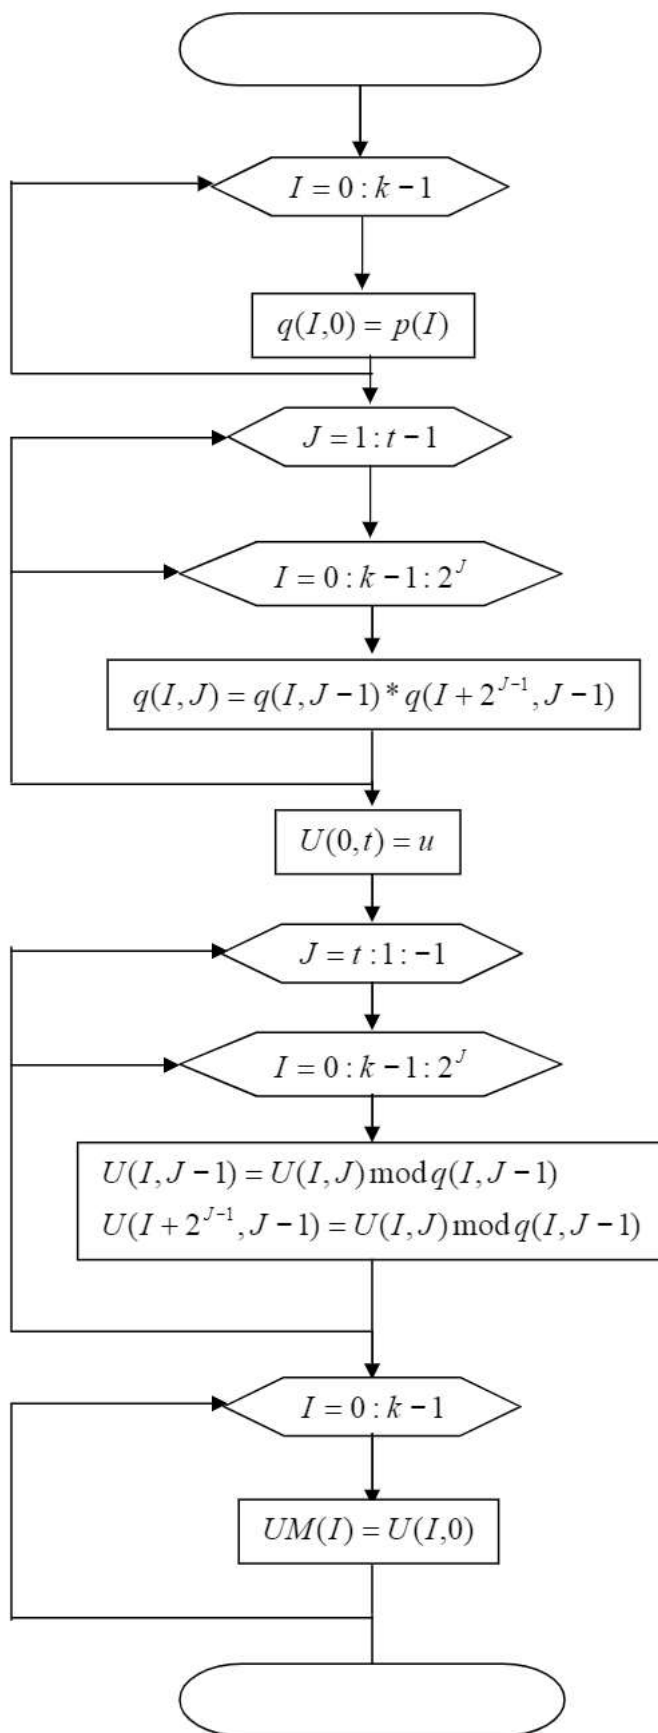 I = 0 : k − 1
q(I,0) = p(I)
J = 1 : t − 1
I = 0 : k − 1 : 2^J
q(I, J) = q(I, J − 1) * q(I + 2^{J−1}, J − 1)
U(0, t) = u
J = t : 1 : −1
I = 0 : k − 1 : 2^J
U(I, J − 1) = U(I, J) mod q(I, J − 1)
U(I + 2^{J−1}, J − 1) = U(I, J) mod q(I, J − 1)
I = 0 : k − 1
UM(I) = U(I,0)